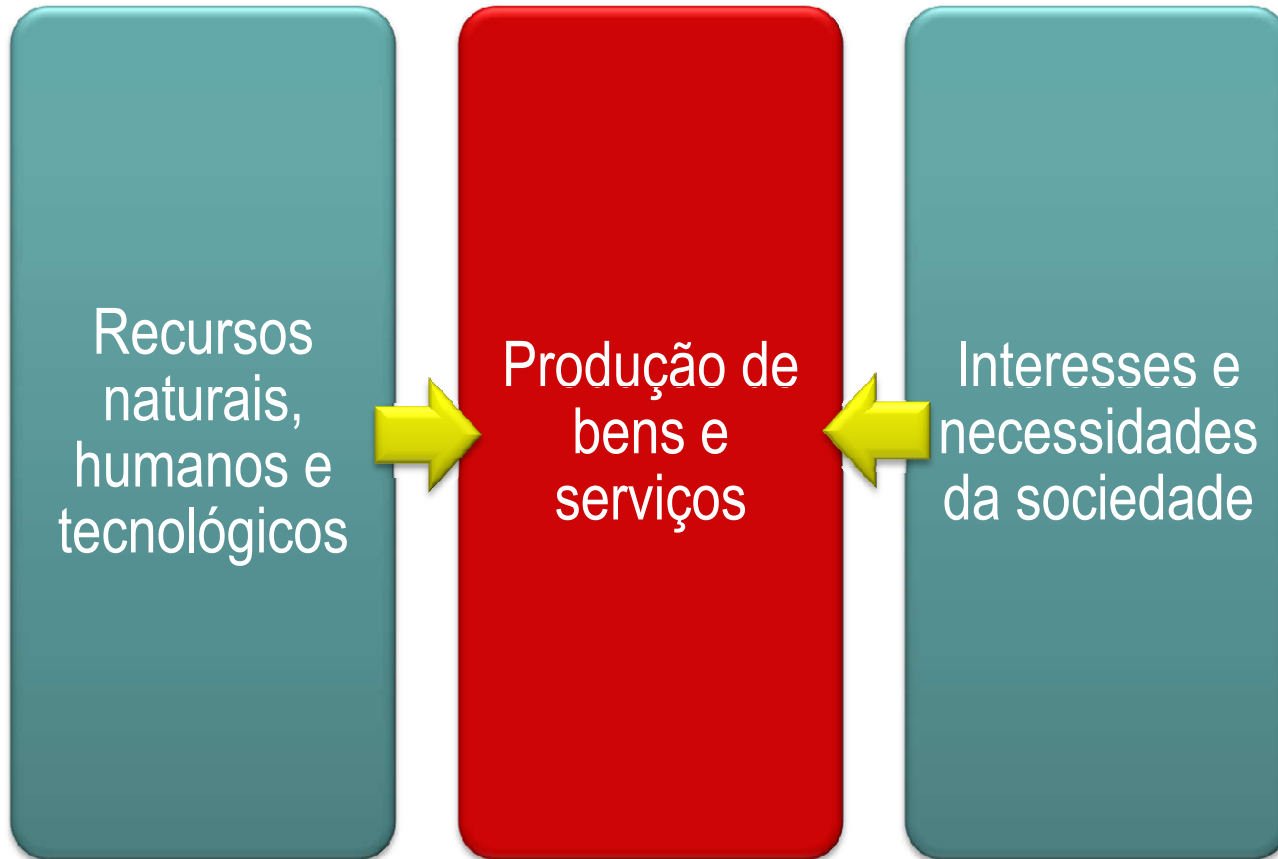 Recursos
naturais,
humanos e
tecnológicos
Produção de
bens e
serviços
Interesses e
necessidades
da sociedade